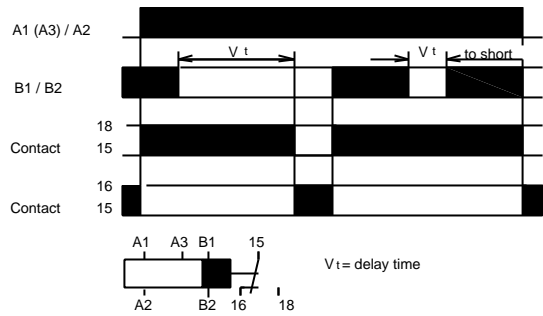 A1 (A3) / A2
V t V t to short
B1 / B2
18
Contact 15
16
Contact 15
A1 A3 B1 15
V t = delay time
A2 B2 16 18